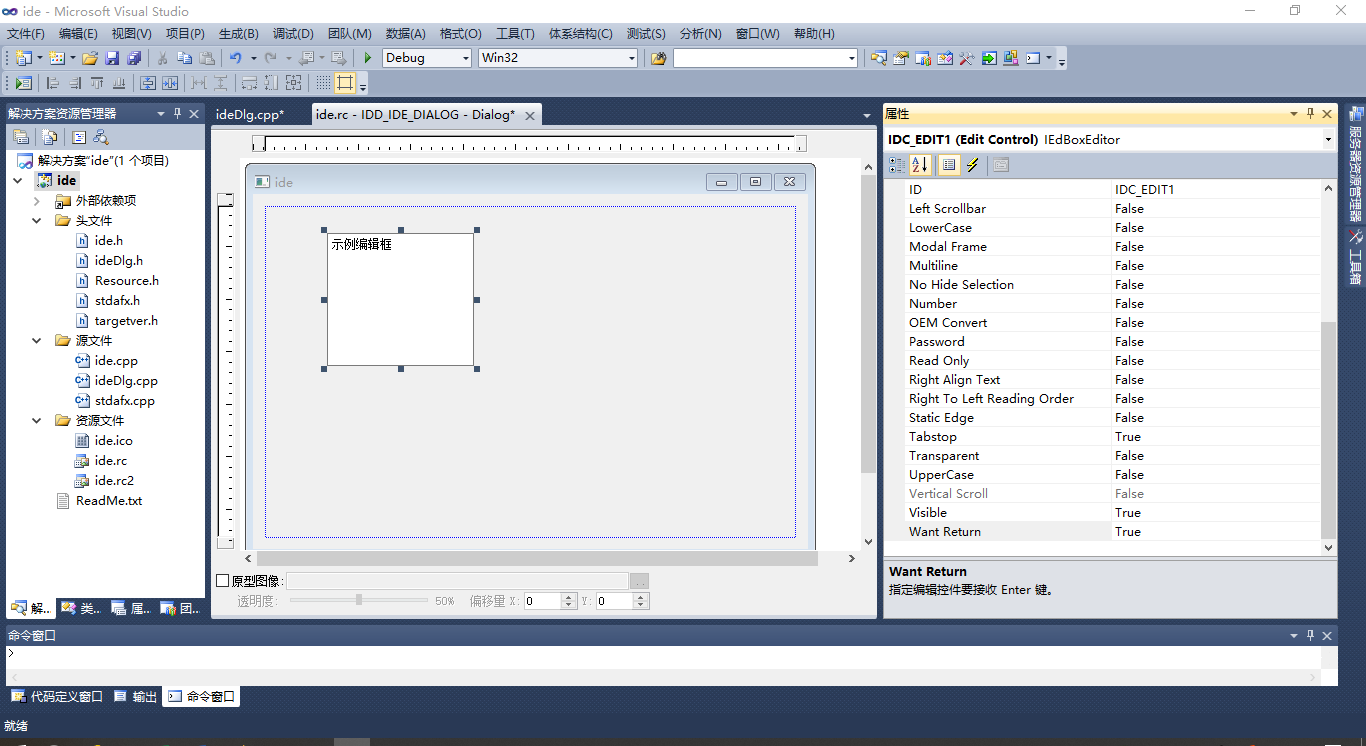 ide - Microsoft Visual Studio
文件(F) 编辑(E) 视图(V) 项目(P) 生成(B) 调试(D) 团队(M) 数据(A) 格式(O) 工具(T) 体系结构(C) 测试(S) 分析(N) 窗口(W) 帮助(H)
Debug Win32
解决方案资源管理器
解决方案"ide"(1 个项目)
ide
外部依赖项
头文件
ide.h
ideDlg.h
Resource.h
stdafx.h
targetver.h
源文件
ide.cpp
ideDlg.cpp
stdafx.cpp
资源文件
ide.ico
ide.rc
ide.rc2
ReadMe.txt
解... 类... 属... 团...
ideDlg.cpp* ide.rc - IDD_IDE_DIALOG - Dialog*
ide
示例编辑框
原型图像: ...
透明度: 50% 偏移量 X: 0 Y: 0
属性
IDC_EDIT1 (Edit Control) IEdBoxEditor
ID IDC_EDIT1
Left Scrollbar False
LowerCase False
Modal Frame False
Multiline False
No Hide Selection False
Number False
OEM Convert False
Password False
Read Only False
Right Align Text False
Right To Left Reading Order False
Static Edge False
Tabstop True
Transparent False
UpperCase False
Vertical Scroll False
Visible True
Want Return True
Want Return
指定编辑控件要接收 Enter 键。
服务器资源管理器
工具箱
命令窗口
>
代码定义窗口 输出 命令窗口
就绪